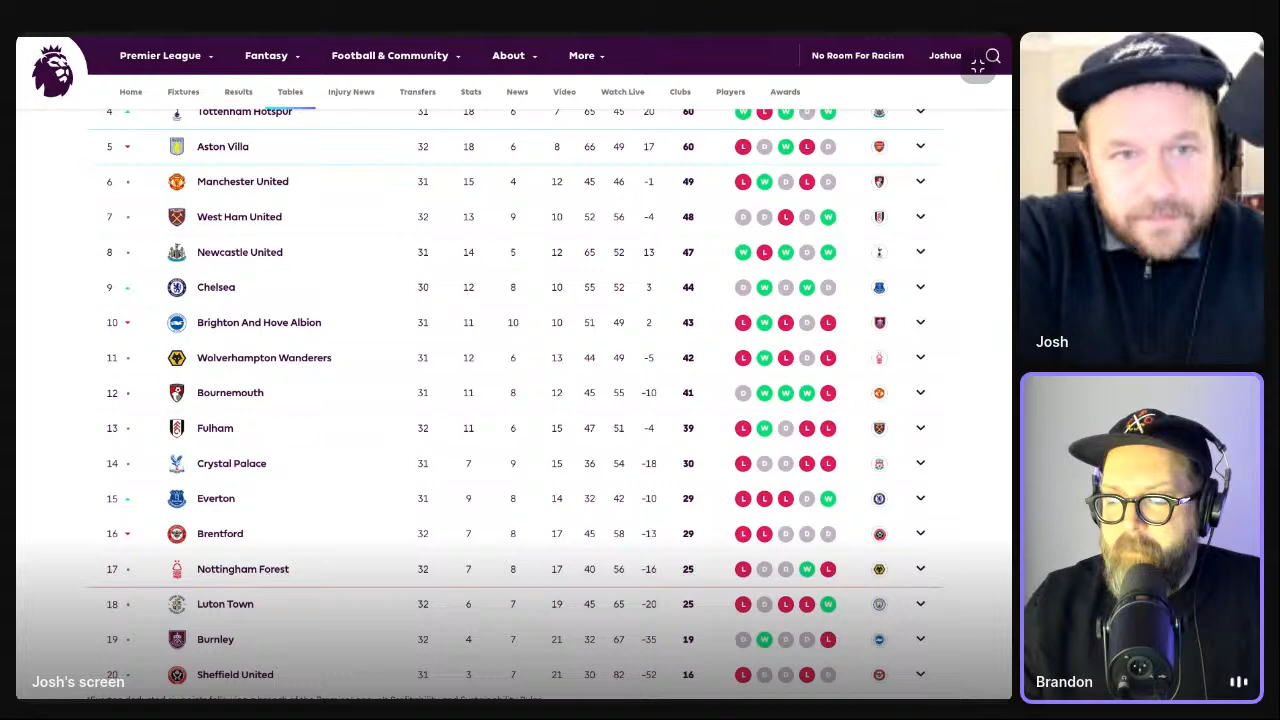 Premier League Fantasy Football & Community About More No Room For Racism Joshua
Home Fixtures Results Tables Injury News Transfers Stats News Video Watch Live Clubs Players Awards
4 Tottenham Hotspur 31 18 6 7 65 45 20 60 W L W D W
5 Aston Villa 32 18 6 8 66 49 17 60 L D W L D
6 Manchester United 31 15 4 12 45 46 -1 49 L W D L D
7 West Ham United 32 13 9 10 52 56 -4 48 D D L D W
8 Newcastle United 31 14 5 12 65 52 13 47 W L W D W
9 Chelsea 30 12 8 10 55 52 3 44 D W D W D
10 Brighton And Hove Albion 31 11 10 10 51 49 2 43 L W L D L
11 Wolverhampton Wanderers 31 12 6 13 44 49 -5 42 L W L D L
12 Bournemouth 31 11 8 12 45 55 -10 41 D W W W L
13 Fulham 32 11 6 15 47 51 -4 39 L W D L L
14 Crystal Palace 31 7 9 15 36 54 -18 30 L D D L L
15 Everton 31 9 8 14 32 42 -10 29 L L L D W
16 Brentford 32 7 8 17 45 58 -13 29 L L D D D
17 Nottingham Forest 32 7 8 17 40 56 -16 25 L D D W L
18 Luton Town 32 6 7 19 45 65 -20 25 L D L L W
19 Burnley 32 4 7 21 32 67 -35 19 D W D D L
20 Sheffield United 31 3 7 21 30 82 -52 16 L D D L D
Josh's screen
Josh
Brandon